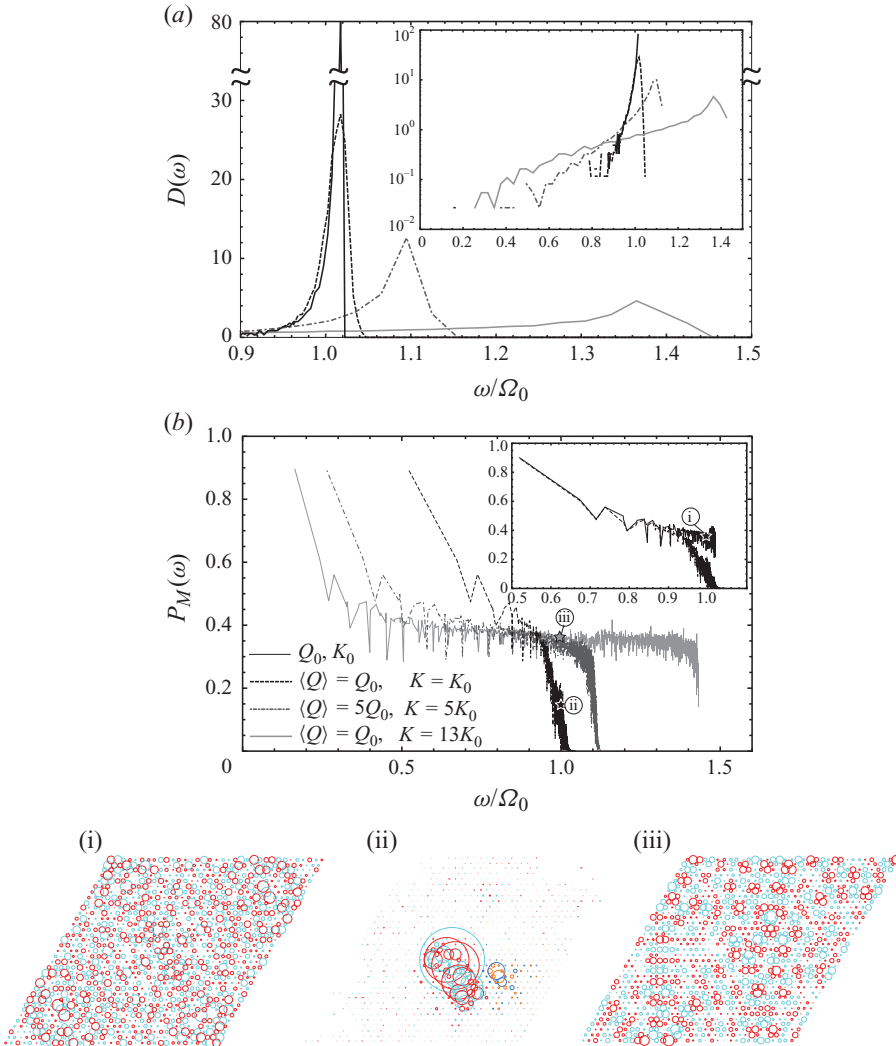 (a)
80
30
20
10
0
D(ω)
10²
10¹
10⁰
10⁻¹
10⁻²
0 0.2 0.4 0.6 0.8 1.0 1.2 1.4
0.9 1.0 1.1 1.2 1.3 1.4 1.5
ω/Ω₀
(b)
1.0
0.8
0.6
0.4
0.2
0
P_M(ω)
1.0
0.8
0.6
0.4
0.2
0
0.5 0.6 0.7 0.8 0.9 1.0
i
iii
ii
Q₀, K₀
⟨Q⟩ = Q₀, K = K₀
⟨Q⟩ = 5Q₀, K = 5K₀
⟨Q⟩ = Q₀, K = 13K₀
0.5 1.0 1.5
ω/Ω₀
(i) (ii) (iii)